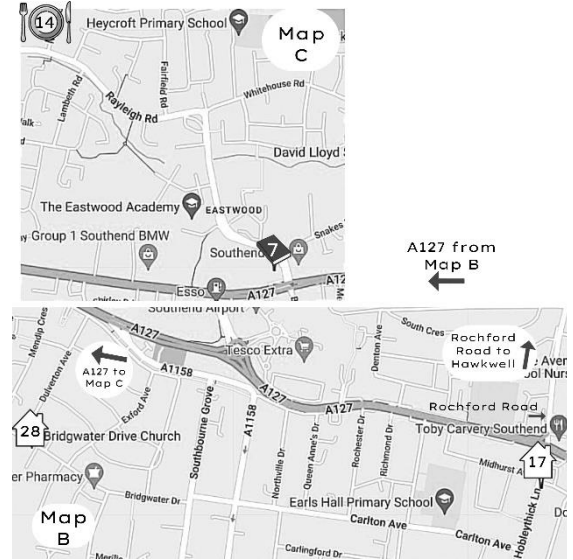 14
Heycroft Primary School
Map
C
Lambeth Rd
Fairfield Rd
Whitehouse Rd
Rayleigh Rd
David Lloyd S
The Eastwood Academy
EASTWOOD
Group 1 Southend BMW
Southend
7
Snakes
Esso
A127
A12
A127 from
Map B
Southend Airport
A127
South Cres
Rochford
Road to
Hawkwell
Mendip Cres
Tesco Extra
Denton Ave
A127 to
Map C
A1158
Dulverton Ave
Exford Ave
A127
A127
Rochford Road
Toby Carvery Southend
28
Bridgwater Drive Church
Southbourne Grove
A1158
Northville Dr
Queen Anne's Dr
Rochester Dr
Richmond Dr
Midhurst A
17
er Pharmacy
Bridgwater Dr
Earls Hall Primary School
Hobleythick Ln
Map
B
Carlton Ave
Carlton Ave
Carlingford Dr